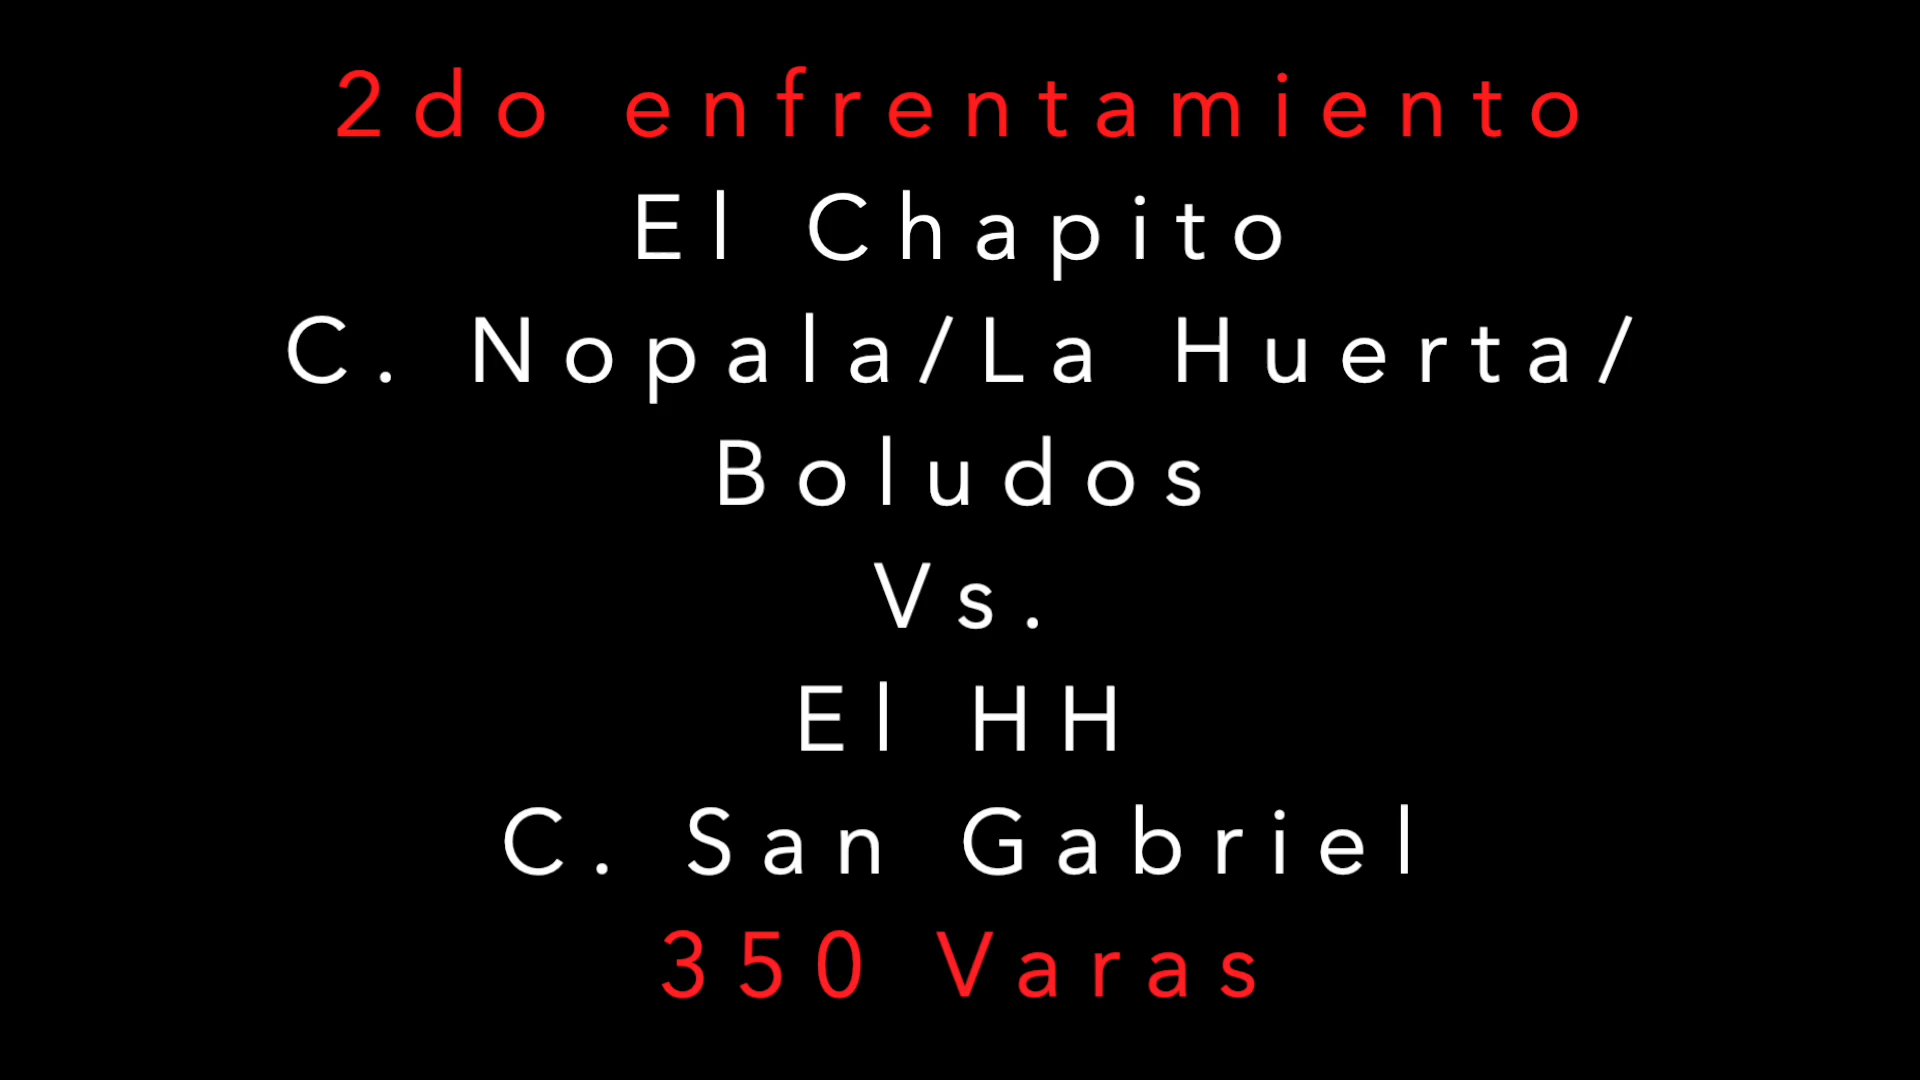 2do enfrentamiento
El Chapito
C. Nopala/La Huerta/
Boludos
Vs.
El HH
C. San Gabriel
350 Varas